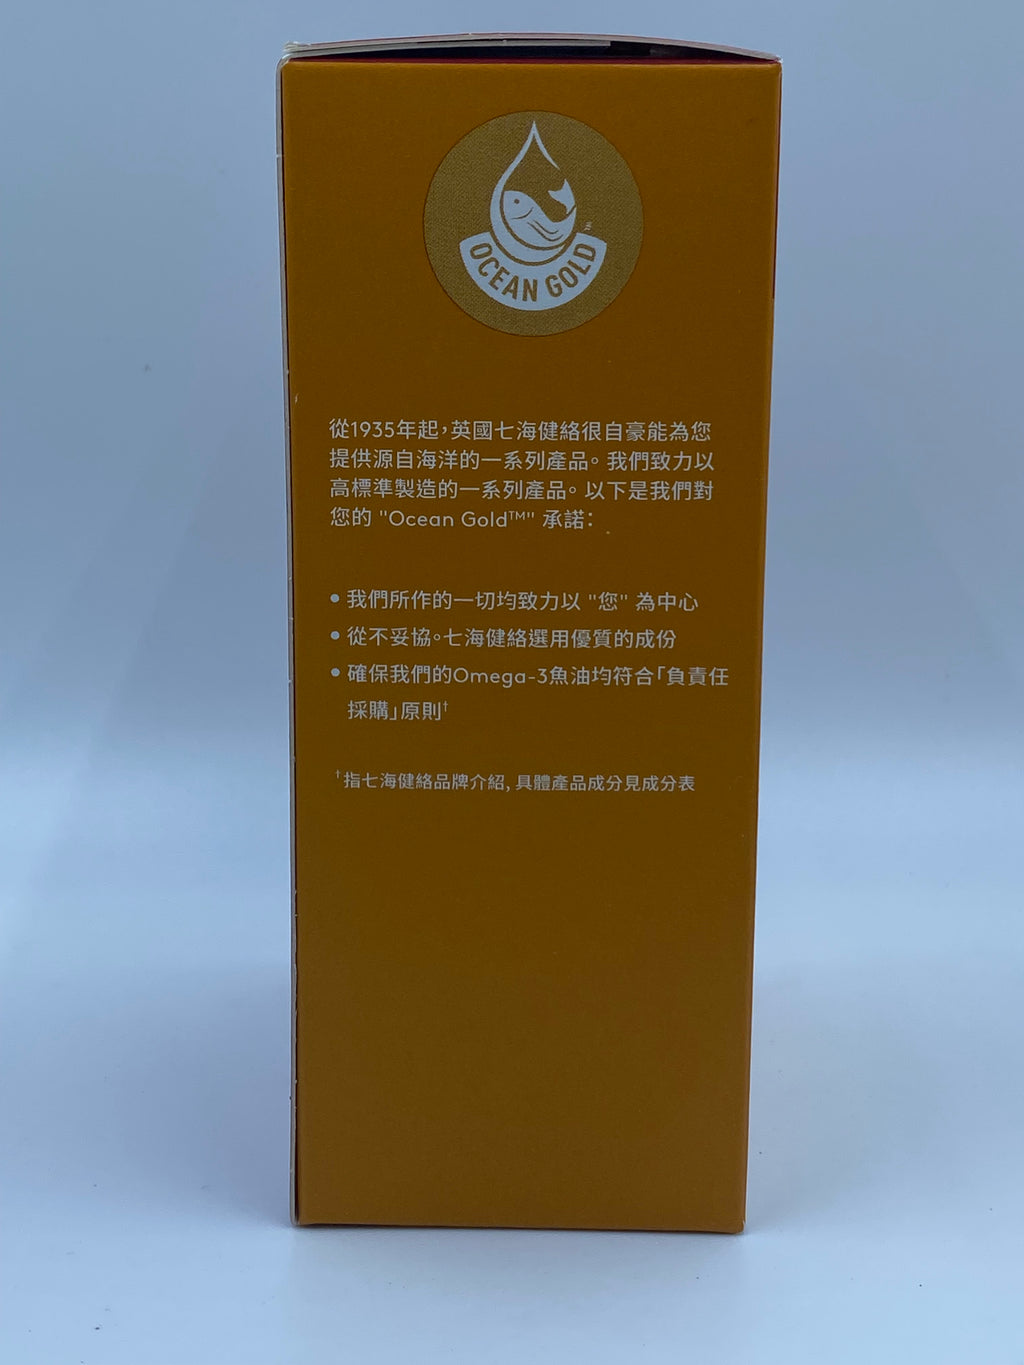 OCEAN GOLD
從1935年起，英國七海健絡很自豪能為您
提供源自海洋的一系列產品。我們致力以
高標準製造的一系列產品。以下是我們對
您的 "Ocean Gold™" 承諾：
• 我們所作的一切均致力以 "您" 為中心
• 從不妥協。七海健絡選用優質的成份
• 確保我們的Omega-3魚油均符合「負責任
採購」原則†
†指七海健絡品牌介紹, 具體產品成分見成分表